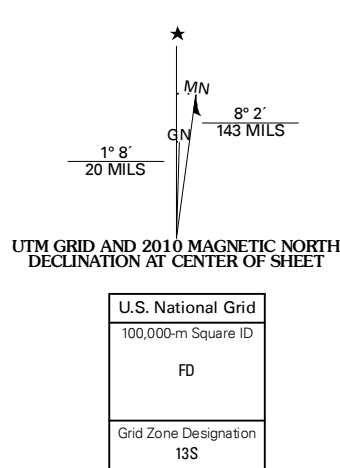 ★
MN
8° 2´
143 MILS
GN
1° 8´
20 MILS
UTM GRID AND 2010 MAGNETIC NORTH
DECLINATION AT CENTER OF SHEET
U.S. National Grid
100,000-m Square ID
FD
Grid Zone Designation
13S